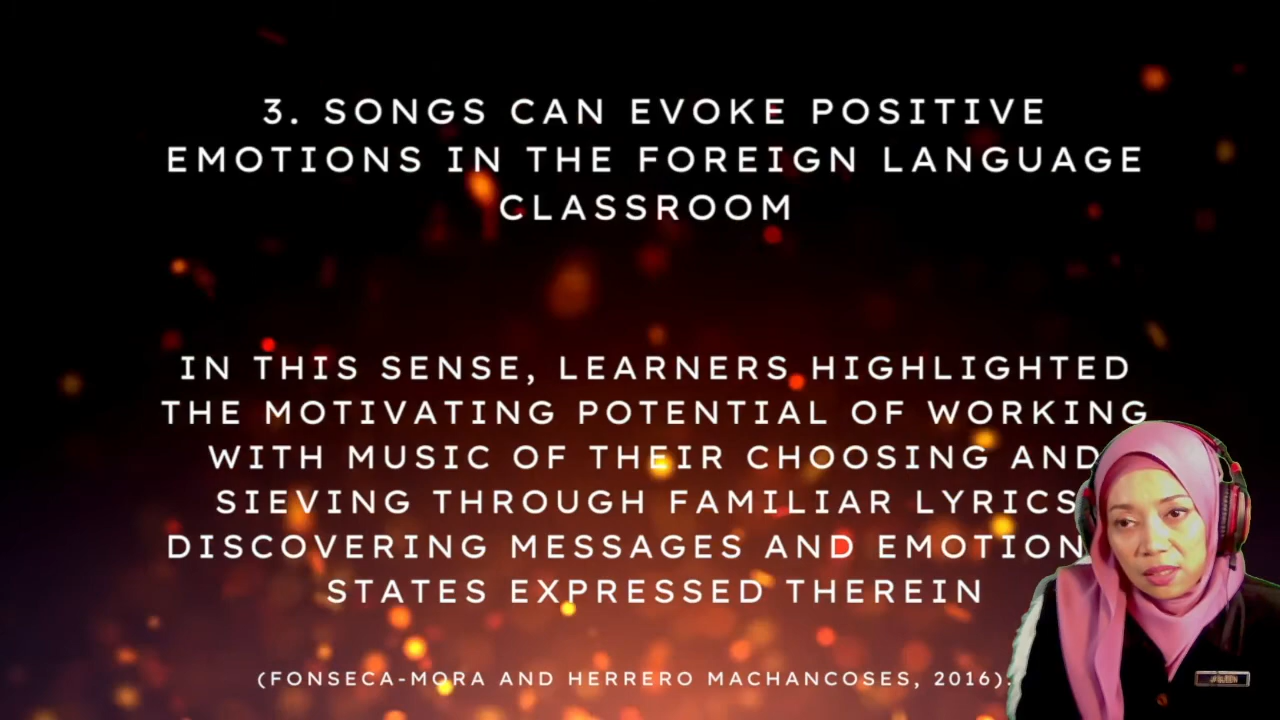 3. SONGS CAN EVOKE POSITIVE
EMOTIONS IN THE FOREIGN LANGUAGE
CLASSROOM
IN THIS SENSE, LEARNERS HIGHLIGHTED
THE MOTIVATING POTENTIAL OF WORKING
WITH MUSIC OF THEIR CHOOSING AND
SIEVING THROUGH FAMILIAR LYRICS
DISCOVERING MESSAGES AND EMOTION
STATES EXPRESSED THEREIN
(FONSECA-MORA AND HERRERO MACHANCOSES, 2016).